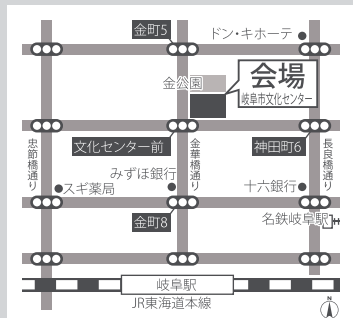 金町5
ドン・キホーテ
金公園
会場
岐阜市文化センター
文化センター前
神田町6
忠節橋通り
金華橋通り
長良橋通り
みずほ銀行
スギ薬局
十六銀行
金町8
名鉄岐阜駅
岐阜駅
JR東海道本線
N